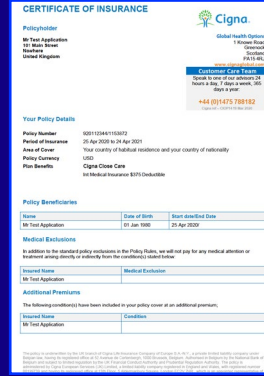 CERTIFICATE OF INSURANCE
Cigna.
Policyholder
Mr Test Application
101 Main Street
Nowhere
United Kingdom
Global Health Options
1 Knowe Road
Greenock
Scotland
PA15 4RJ
www.cignaglobal.com
Customer Care Team
Speak to one of our advisers 24
hours a day, 7 days a week, 365
days a year:
+44 (0)1475 788182
Your Policy Details
Policy Number 920112344/1153672
Period of Insurance 25 Apr 2020 to 24 Apr 2021
Area of Cover Your country of habitual residence and your country of nationality
Policy Currency USD
Plan Benefits Cigna Close Care
Int Medical Insurance $375 Deductible
Policy Beneficiaries
Name Date of Birth Start date/End Date
Mr Test Application 01 Jan 1980 25 Apr 2020/
Medical Exclusions
In addition to the standard policy exclusions in the Policy Rules, we will not pay for any medical attention or
treatment arising directly or indirectly from the condition(s) stated below
Insured Name Medical Exclusion
Mr Test Application
Additional Premiums
The following condition(s) have been included in your policy cover at an additional premium;
Insured Name Condition
Mr Test Application